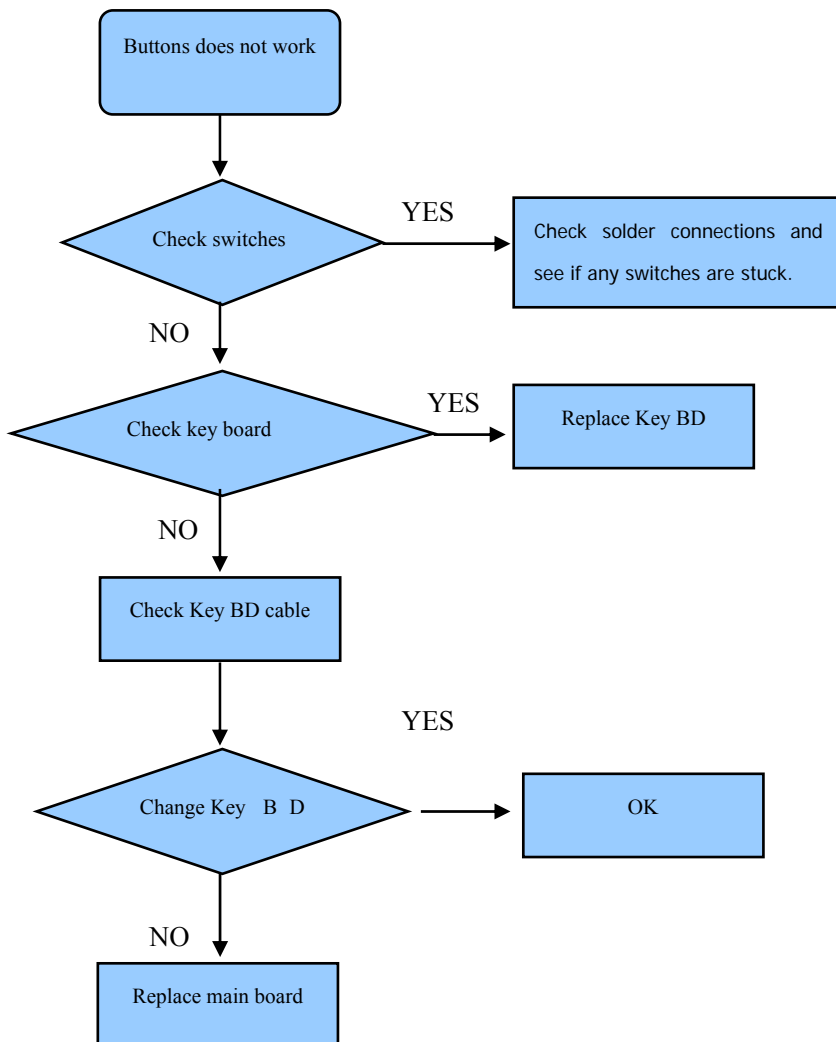 Buttons does not work
Check switches
YES
Check solder connections and
see if any switches are stuck.
NO
Check key board
YES
Replace Key BD
NO
Check Key BD cable
YES
Change Key B D
OK
NO
Replace main board